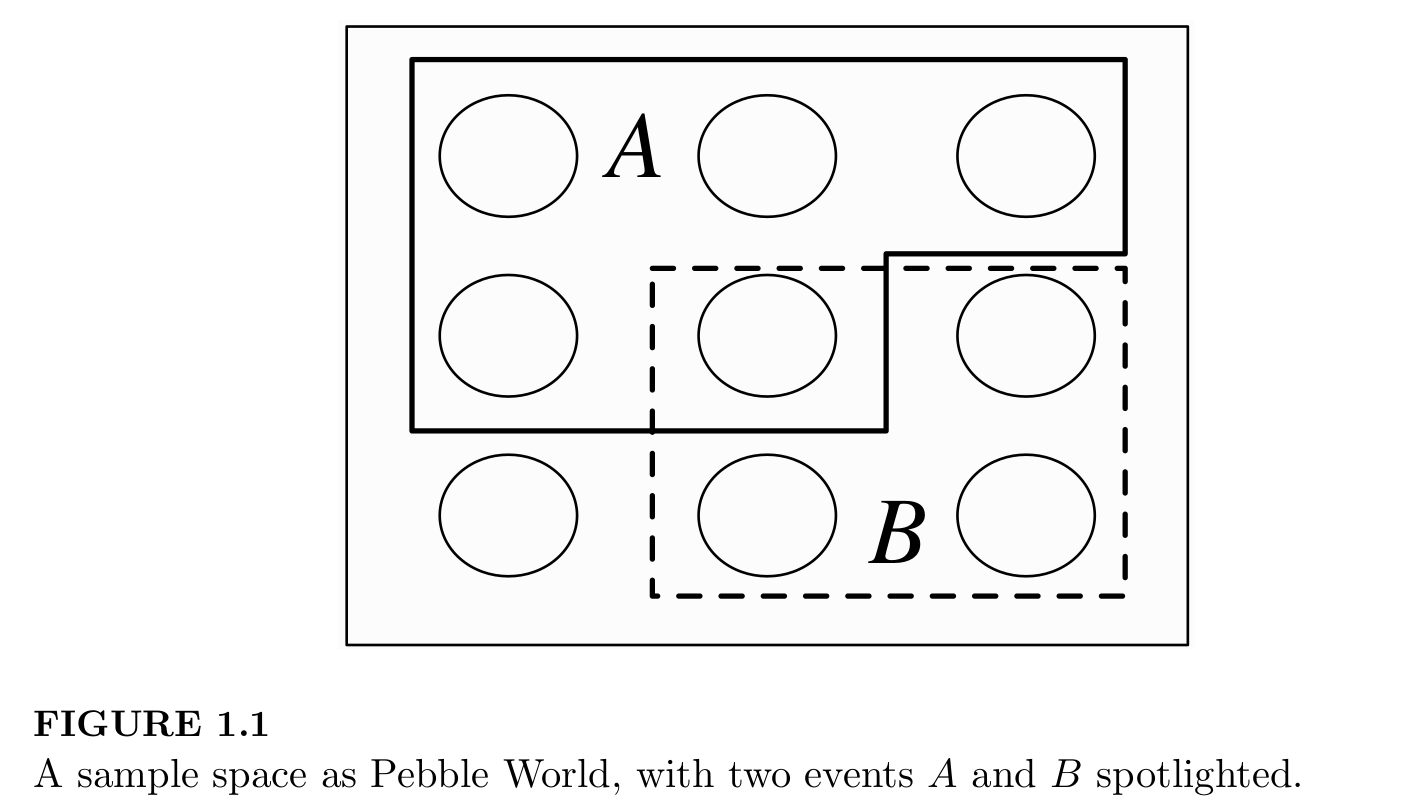 A
B
FIGURE 1.1
A sample space as Pebble World, with two events A and B spotlighted.